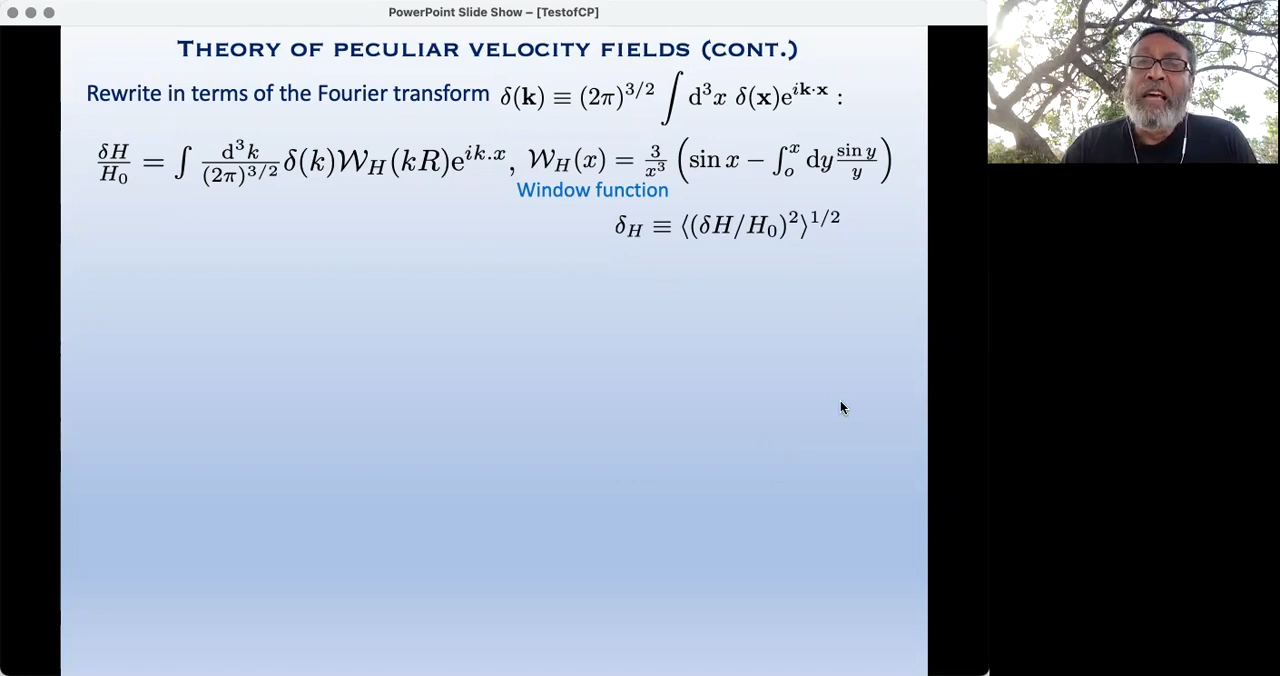 PowerPoint Slide Show – [TestofCP]
THEORY OF PECULIAR VELOCITY FIELDS (CONT.)
Rewrite in terms of the Fourier transform δ(𝐤) ≡ (2π)^{3/2} ∫ d³x δ(𝐱)e^{i𝐤·𝐱} :
δH/H₀ = ∫ d³k/(2π)^{3/2} δ(k)𝒲_H(kR)e^{ik.x}, 𝒲_H(x) = 3/x³ (sin x − ∫_o^x dy sin y/y)
Window function
δ_H ≡ ⟨(δH/H₀)²⟩^{1/2}